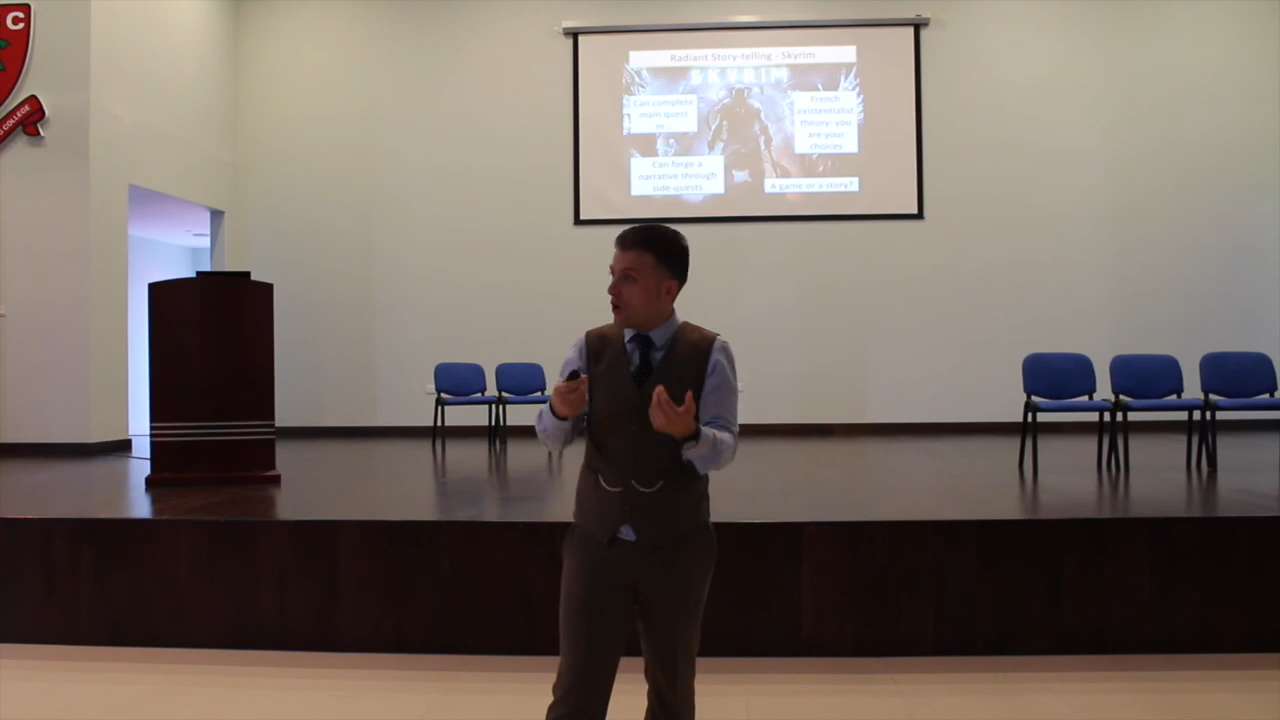 C
COLLEGE
Radiant Story-telling - Skyrim
SKYRIM
Can complete
main quest
or...
French
existentialist
theory: you
are your
choices
Can forge a
narrative through
side-quests
A game or a story?